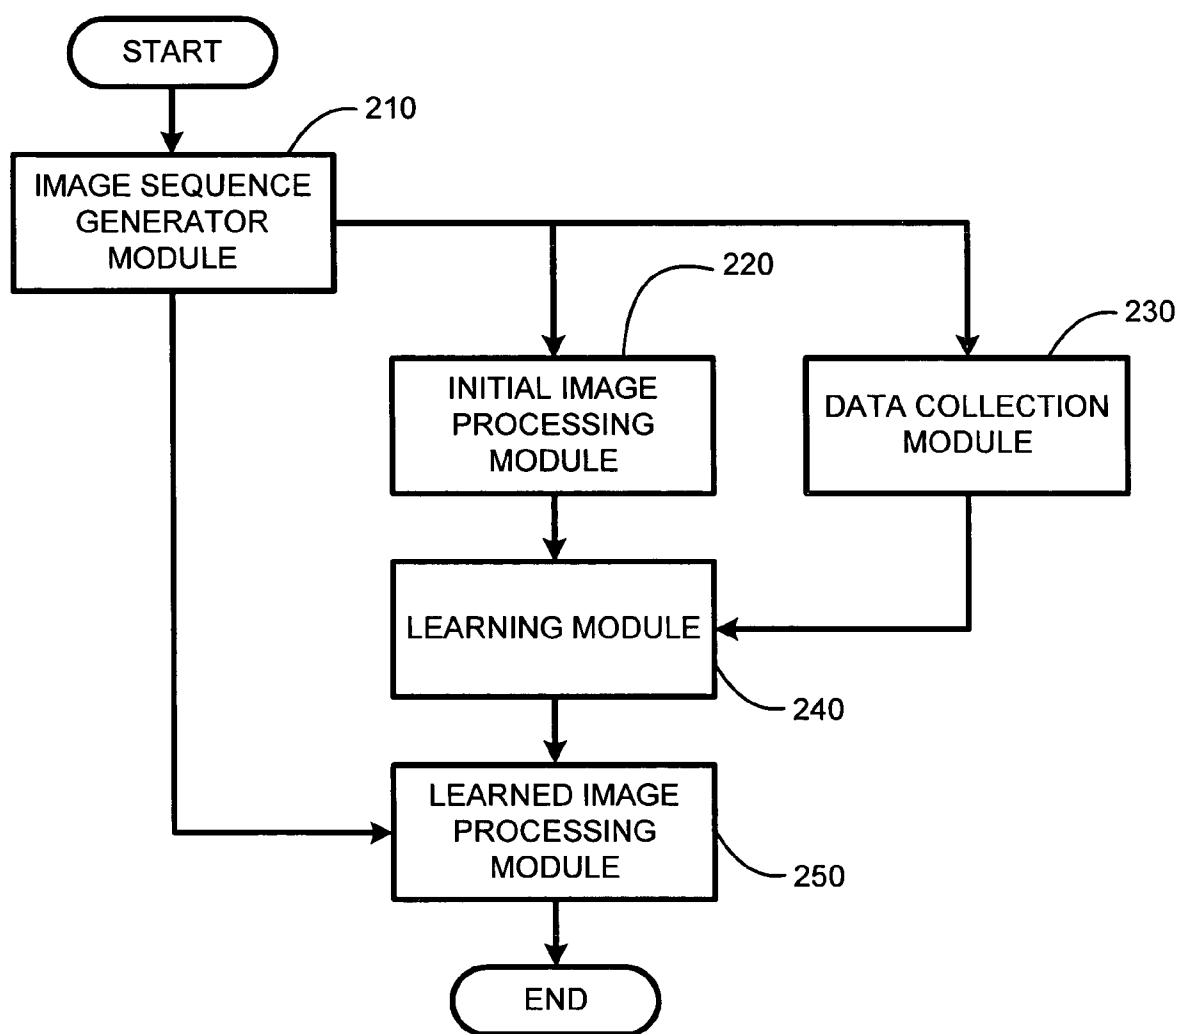 START
210
IMAGE SEQUENCE
GENERATOR
MODULE
220
230
INITIAL IMAGE
PROCESSING
MODULE
DATA COLLECTION
MODULE
LEARNING MODULE
240
LEARNED IMAGE
PROCESSING
MODULE
250
END